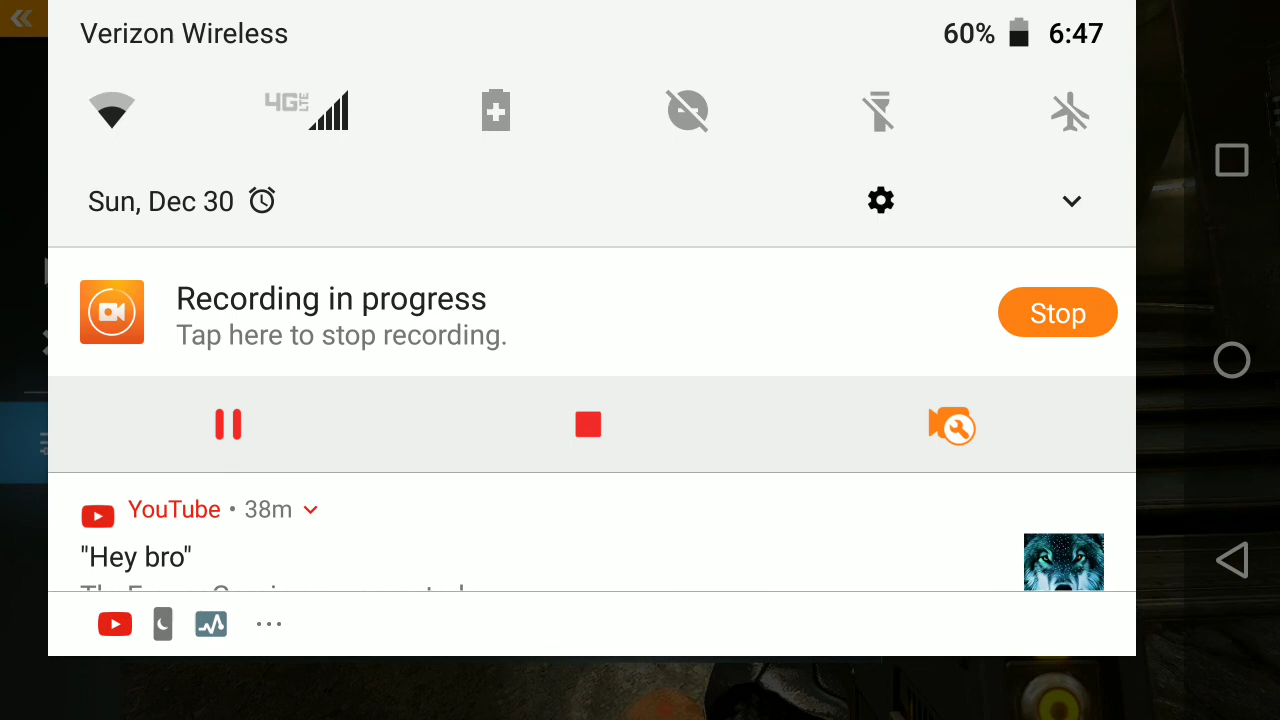 Verizon Wireless
60% 6:47
4G LTE
Sun, Dec 30
Recording in progress
Tap here to stop recording.
Stop
YouTube • 38m
"Hey bro"